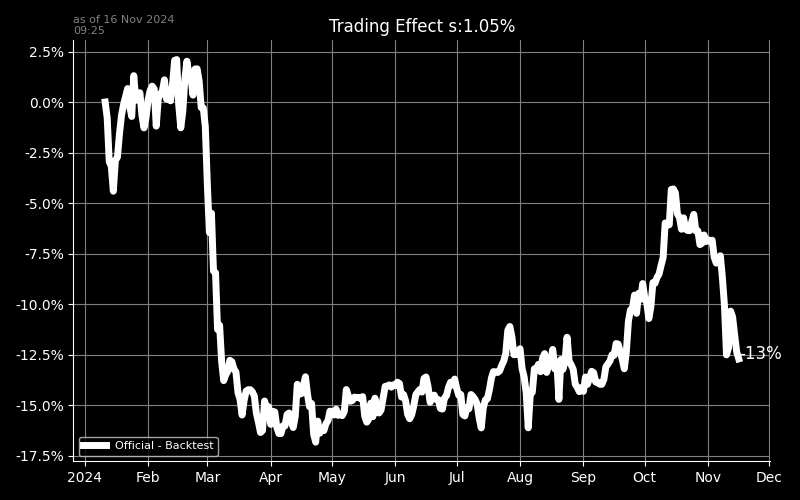 as of 16 Nov 2024
09:25
Trading Effect s:1.05%
2.5%
0.0%
-2.5%
-5.0%
-7.5%
-10.0%
-12.5%
-15.0%
-17.5%
-13%
Official - Backtest
2024 Feb Mar Apr May Jun Jul Aug Sep Oct Nov Dec